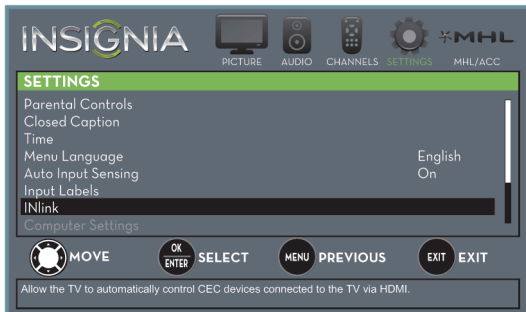 INSIGNIA
MHL
PICTURE AUDIO CHANNELS SETTINGS MHL/ACC
SETTINGS
Parental Controls
Closed Caption
Time
Menu Language English
Auto Input Sensing On
Input Labels
INlink
Computer Settings
MOVE OK ENTER SELECT MENU PREVIOUS EXIT EXIT
Allow the TV to automatically control CEC devices connected to the TV via HDMI.